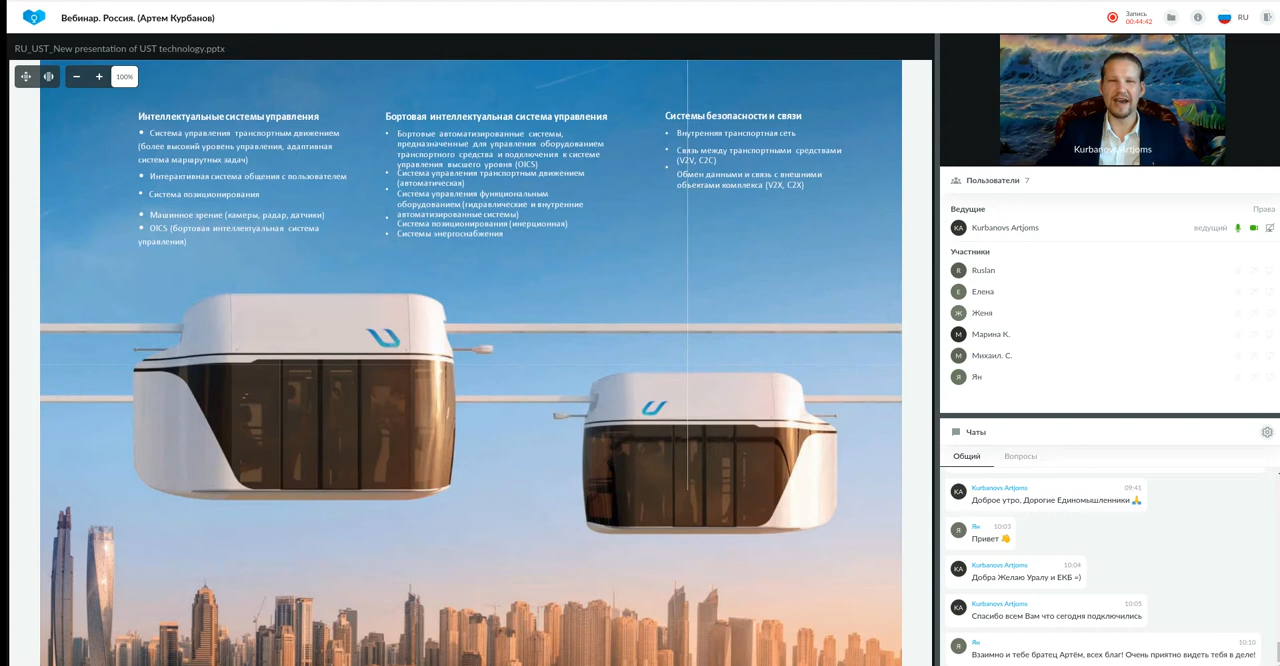 Вебинар. Россия. (Артем Курбанов)
Запись
00:44:42
RU
RU_UST_New presentation of UST technology.pptx
100%
Интеллектуальные системы управления
• Система управления транспортным движением
(более высокий уровень управления, адаптивная
система маршрутных задач)
• Интерактивная система общения с пользователем
• Система позиционирования
• Машинное зрение (камеры, радар, датчики)
• OICS (бортовая интеллектуальная система
управления)
Бортовая интеллектуальная система управления
• Бортовые автоматизированные системы,
предназначенные для управления оборудованием
транспортного средства и подключения к системе
управления высшего уровня (OICS)
• Система управления транспортным движением
(автоматическая)
• Система управления функциональным
оборудованием (гидравлические и внутренние
автоматизированные системы)
• Система позиционирования (инерционная)
• Системы энергоснабжения
Системы безопасности и связи
• Внутренняя транспортная сеть
• Связь между транспортными средствами
(V2V, C2C)
• Обмен данными и связь с внешними
объектами комплекса (V2X, C2X)
Kurbanovs Artjoms
Пользователи 7
Ведущие
Права
KA Kurbanovs Artjoms
ведущий
Участники
R Ruslan
Е Елена
Ж Женя
М Марина К.
М Михаил. С.
Я Ян
Чаты
Общий
Вопросы
KA Kurbanovs Artjoms 09:41
Доброе утро, Дорогие Единомышленники 🙏
Я Ян 10:03
Привет 👋
KA Kurbanovs Artjoms 10:04
Добра Желаю Уралу и ЕКБ =)
KA Kurbanovs Artjoms 10:05
Спасибо всем Вам что сегодня подключились
Я Ян 10:10
Взаимно и тебе братец Артём, всех благ! Очень приятно видеть тебя в деле!